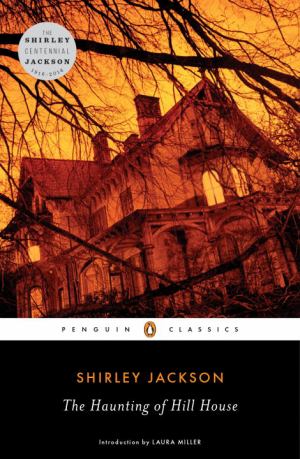 THE
SHIRLEY
CENTENNIAL
JACKSON
1916-2016
PENGUIN CLASSICS
SHIRLEY JACKSON
The Haunting of Hill House
Introduction by LAURA MILLER